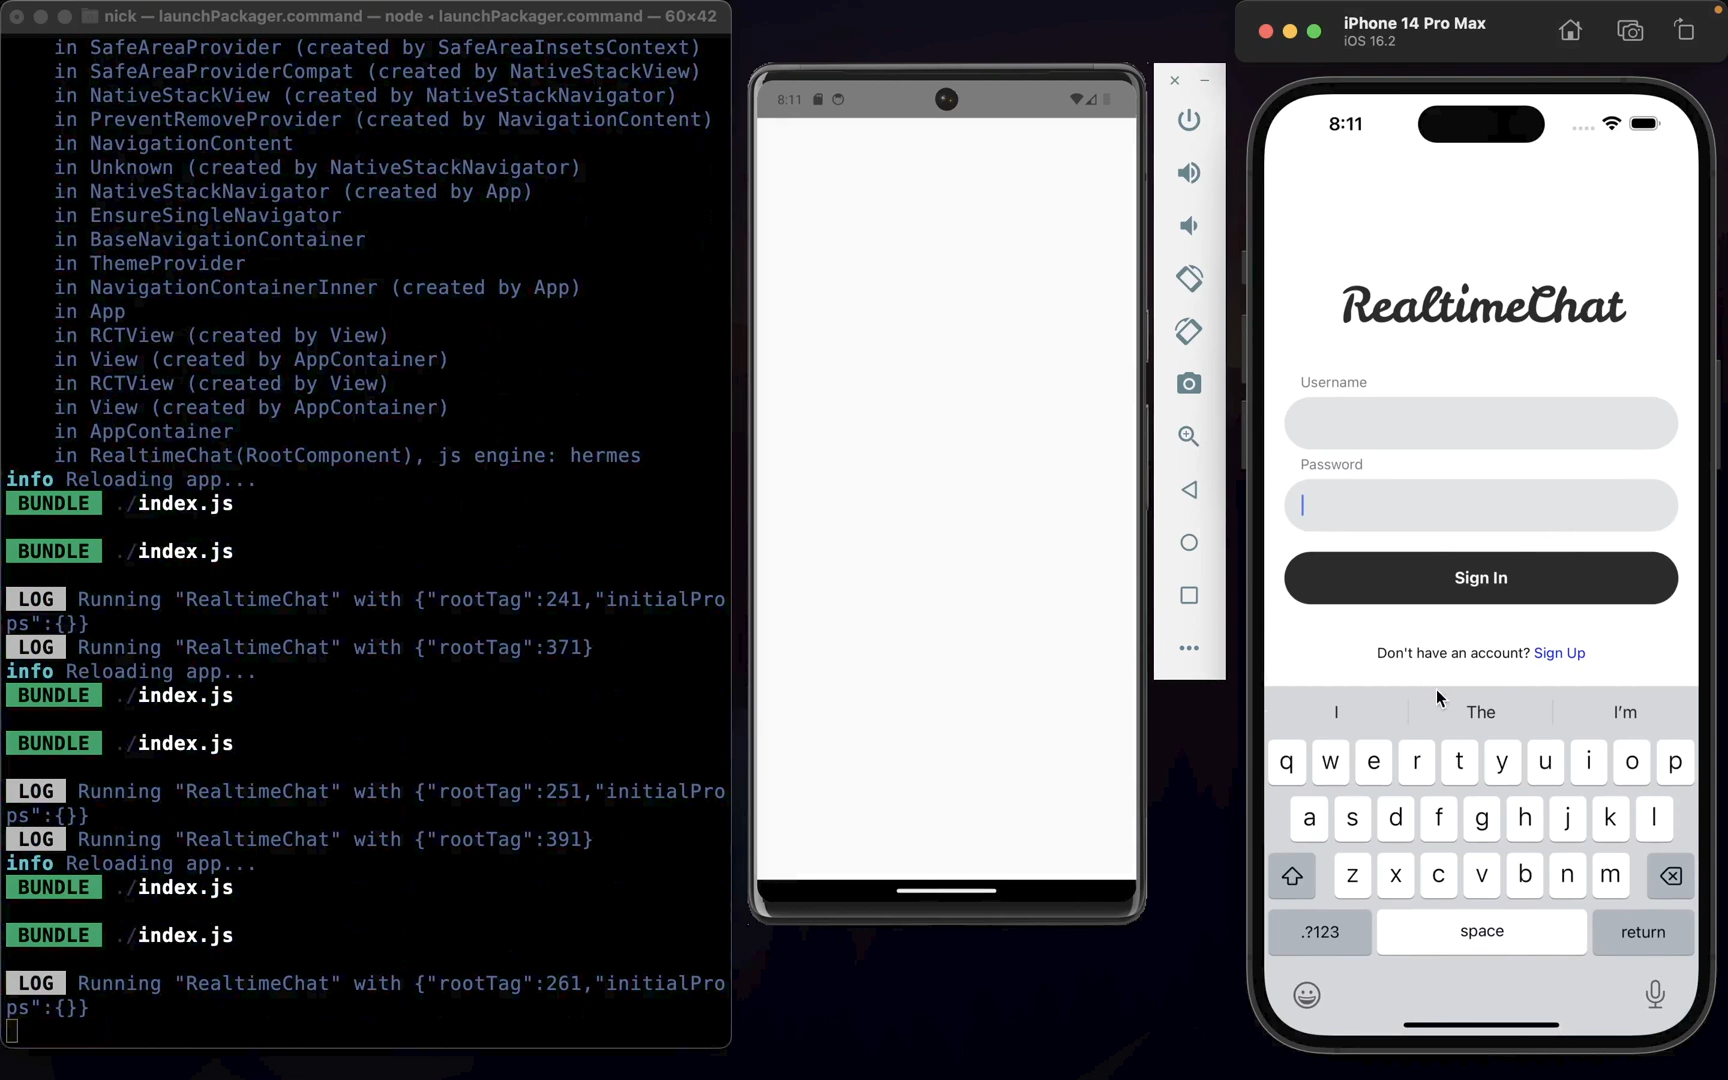 nick — launchPackager.command — node ◂ launchPackager.command — 60×42
in SafeAreaProvider (created by SafeAreaInsetsContext)
in SafeAreaProviderCompat (created by NativeStackView)
in NativeStackView (created by NativeStackNavigator)
in PreventRemoveProvider (created by NavigationContent)
in NavigationContent
in Unknown (created by NativeStackNavigator)
in NativeStackNavigator (created by App)
in EnsureSingleNavigator
in BaseNavigationContainer
in ThemeProvider
in NavigationContainerInner (created by App)
in App
in RCTView (created by View)
in View (created by AppContainer)
in RCTView (created by View)
in View (created by AppContainer)
in AppContainer
in RealtimeChat(RootComponent), js engine: hermes
info Reloading app...
BUNDLE ./index.js
BUNDLE ./index.js
LOG Running "RealtimeChat" with {"rootTag":241,"initialPro
ps":{}}
LOG Running "RealtimeChat" with {"rootTag":371}
info Reloading app...
BUNDLE ./index.js
BUNDLE ./index.js
LOG Running "RealtimeChat" with {"rootTag":251,"initialPro
ps":{}}
LOG Running "RealtimeChat" with {"rootTag":391}
info Reloading app...
BUNDLE ./index.js
BUNDLE ./index.js
LOG Running "RealtimeChat" with {"rootTag":261,"initialPro
ps":{}}
8:11
iPhone 14 Pro Max
iOS 16.2
8:11
RealtimeChat
Username
Password
Sign In
Don't have an account? Sign Up
I The I'm
q w e r t y u i o p
a s d f g h j k l
z x c v b n m
.?123 space return